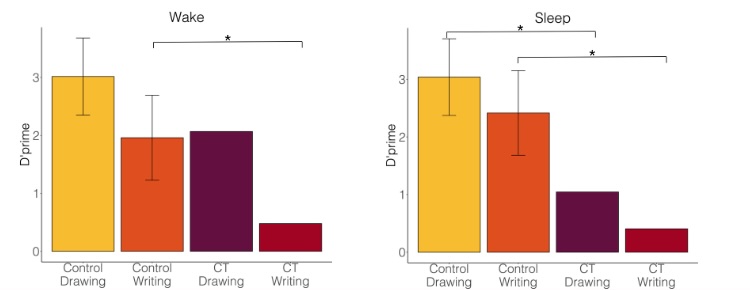 Wake
*
D'prime
3
2
1
0
Control
Drawing
Control
Writing
CT
Drawing
CT
Writing
Sleep
*
*
D'prime
3
2
1
0
Control
Drawing
Control
Writing
CT
Drawing
CT
Writing